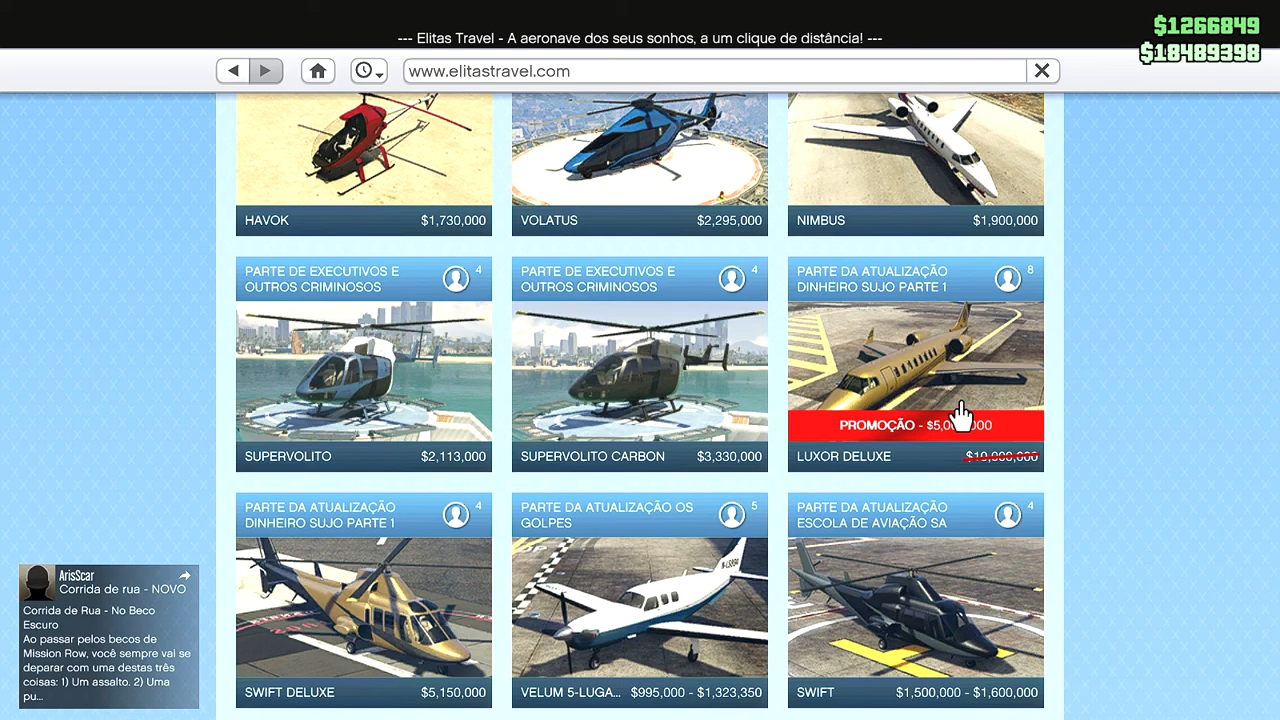 $1266849
--- Elitas Travel - A aeronave dos seus sonhos, a um clique de distância! ---
$18489398
www.elitastravel.com
HAVOK $1,730,000
VOLATUS $2,295,000
NIMBUS $1,900,000
PARTE DE EXECUTIVOS E
OUTROS CRIMINOSOS
4
PARTE DE EXECUTIVOS E
OUTROS CRIMINOSOS
4
PARTE DA ATUALIZAÇÃO
DINHEIRO SUJO PARTE 1
8
PROMOÇÃO -
SUPERVOLITO $2,113,000
SUPERVOLITO CARBON $3,330,000
LUXOR DELUXE $10,000,000
PARTE DA ATUALIZAÇÃO
DINHEIRO SUJO PARTE 1
4
PARTE DA ATUALIZAÇÃO OS
GOLPES
5
PARTE DA ATUALIZAÇÃO
ESCOLA DE AVIAÇÃO SA
4
SWIFT DELUXE $5,150,000
VELUM 5-LUGA... $995,000 - $1,323,350
SWIFT $1,500,000 - $1,600,000
ArisScar
Corrida de rua - NOVO
Corrida de Rua - No Beco
Escuro
Ao passar pelos becos de
Mission Row, você sempre vai se
deparar com uma destas três
coisas: 1) Um assalto. 2) Uma
pu...